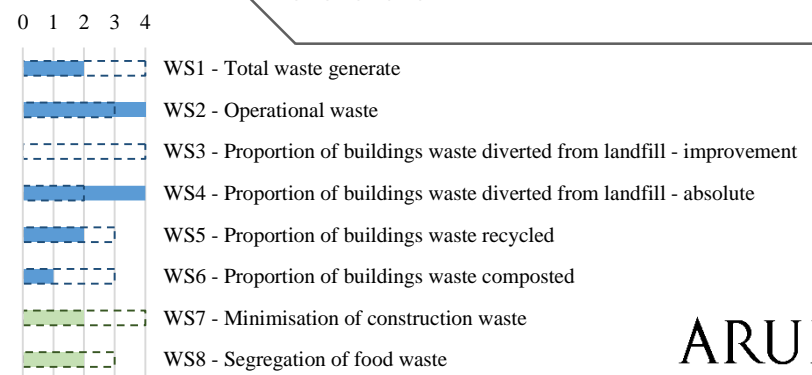 0 1 2 3 4
WS1 - Total waste generate
WS2 - Operational waste
WS3 - Proportion of buildings waste diverted from landfill - improvement
WS4 - Proportion of buildings waste diverted from landfill - absolute
WS5 - Proportion of buildings waste recycled
WS6 - Proportion of buildings waste composted
WS7 - Minimisation of construction waste
WS8 - Segregation of food waste
ARU